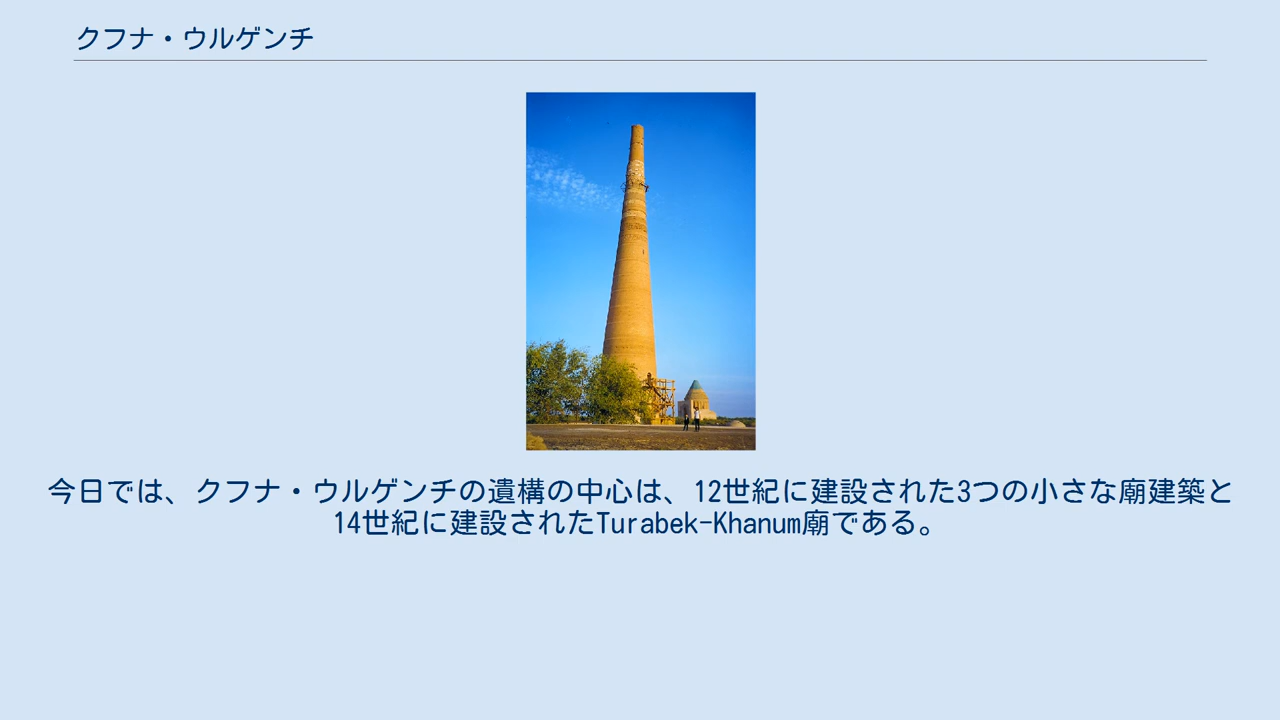 クフナ・ウルゲンチ
今日では、クフナ・ウルゲンチの遺構の中心は、12世紀に建設された3つの小さな廟建築と
14世紀に建設されたTurabek-Khanum廟である。